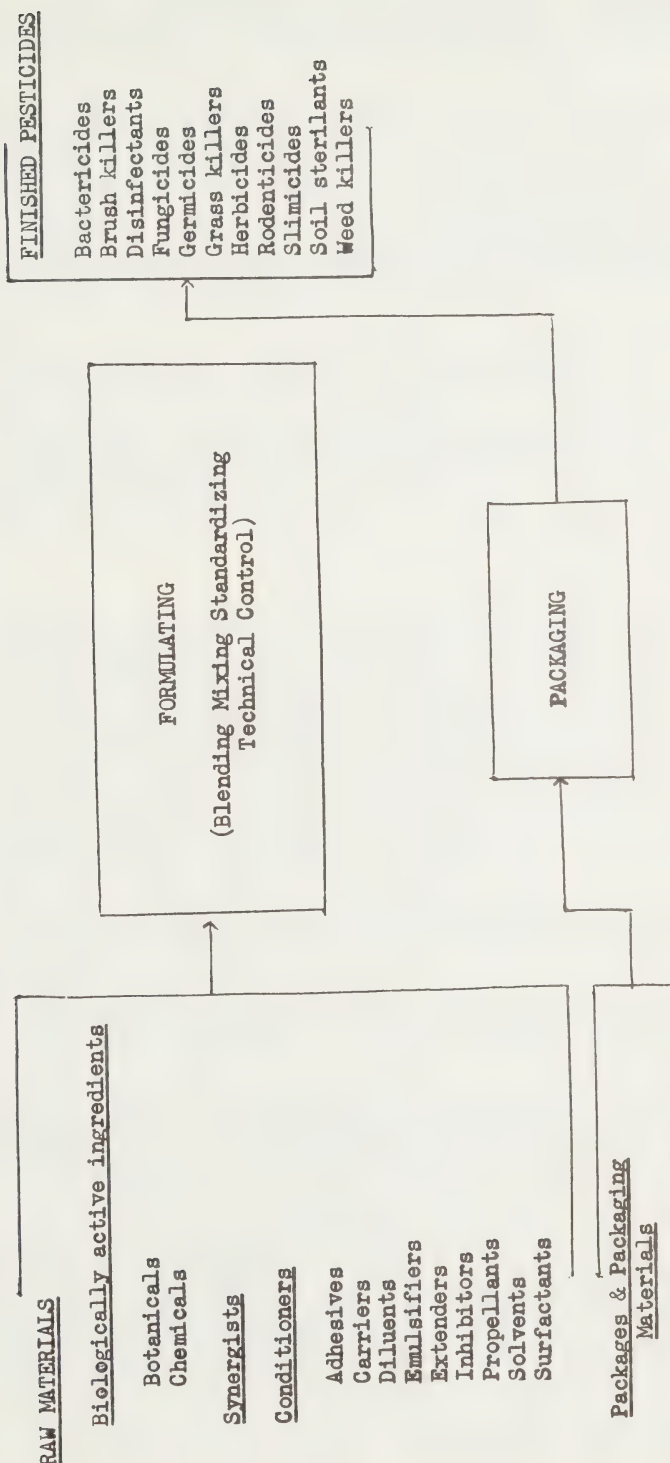 RAW MATERIALS
Biologically active ingredients
Botanicals
Chemicals
Synergists
Conditioners
Adhesives
Carriers
Diluents
Emulsifiers
Extenders
Inhibitors
Propellants
Solvents
Surfactants
Packages & Packaging
Materials
FORMULATING
(Blending Mixing Standardizing
Technical Control)
PACKAGING
FINISHED PESTICIDES
Bactericides
Brush killers
Disinfectants
Fungicides
Germicides
Grass killers
Herbicides
Rodenticides
Slimicides
Soil sterilants
Weed killers